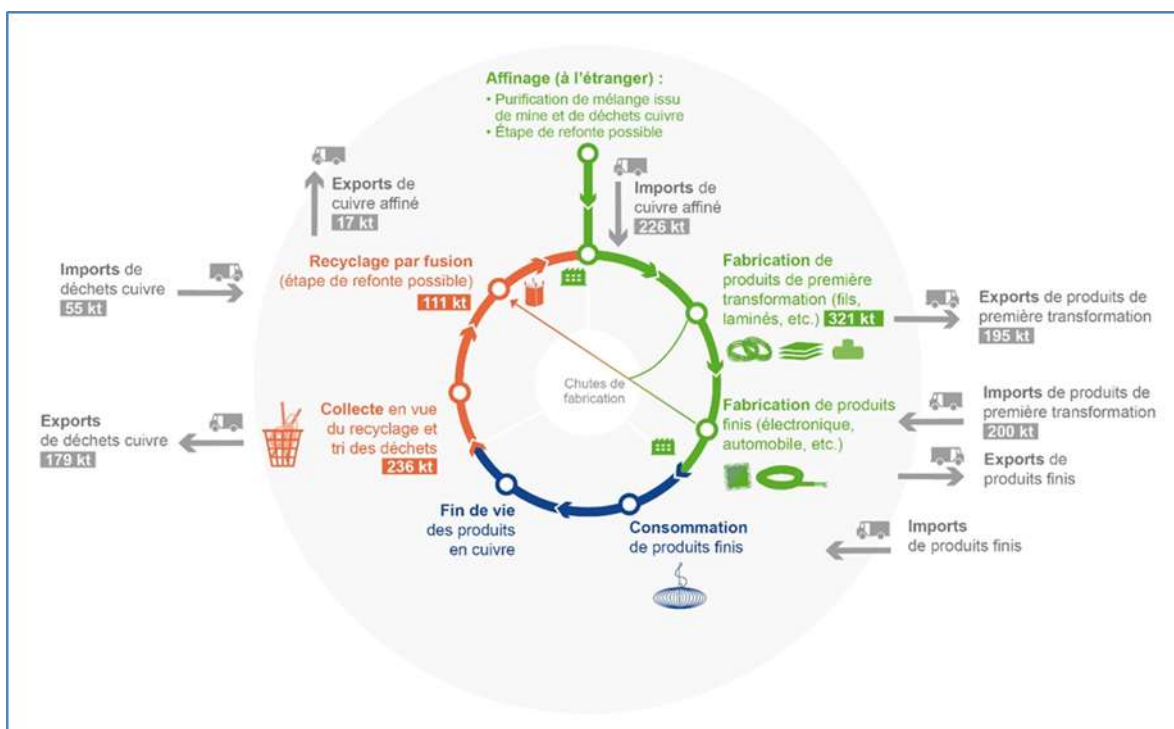 Affinage (à l'étranger) :
• Purification de mélange issu
de mine et de déchets cuivre
• Étape de refonte possible
Exports de
cuivre affiné
17 kt
Imports de
cuivre affiné
226 kt
Imports de
déchets cuivre
55 kt
Recyclage par fusion
(étape de refonte possible)
111 kt
Fabrication de
produits de première
transformation (fils,
laminés, etc.) 321 kt
Exports de produits de
première transformation
195 kt
Chutes de
fabrication
Exports
de déchets cuivre
179 kt
Collecte en vue
du recyclage et
tri des déchets
236 kt
Fabrication de produits
finis (électronique,
automobile, etc.)
Imports de produits de
première transformation
200 kt
Exports de
produits finis
Fin de vie
des produits
en cuivre
Consommation
de produits finis
Imports
de produits finis